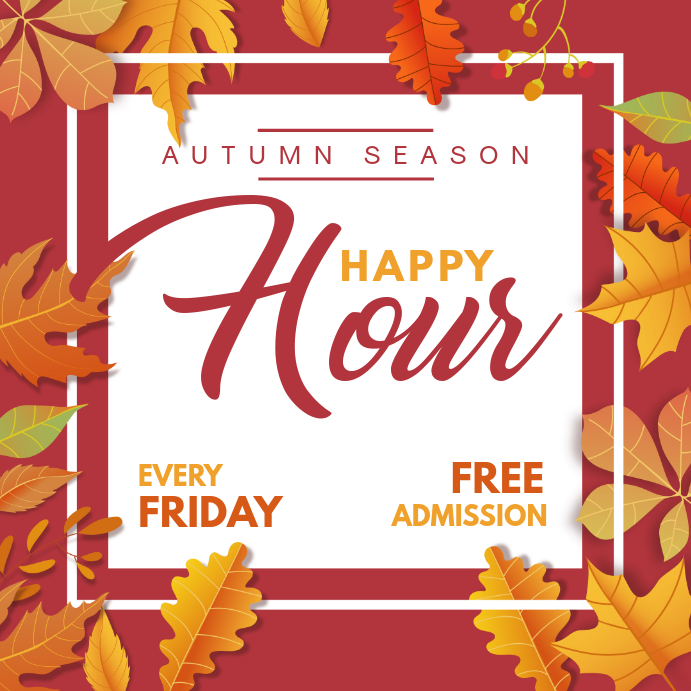 AUTUMN SEASON
HAPPY
Hour
EVERY
FRIDAY
FREE
ADMISSION